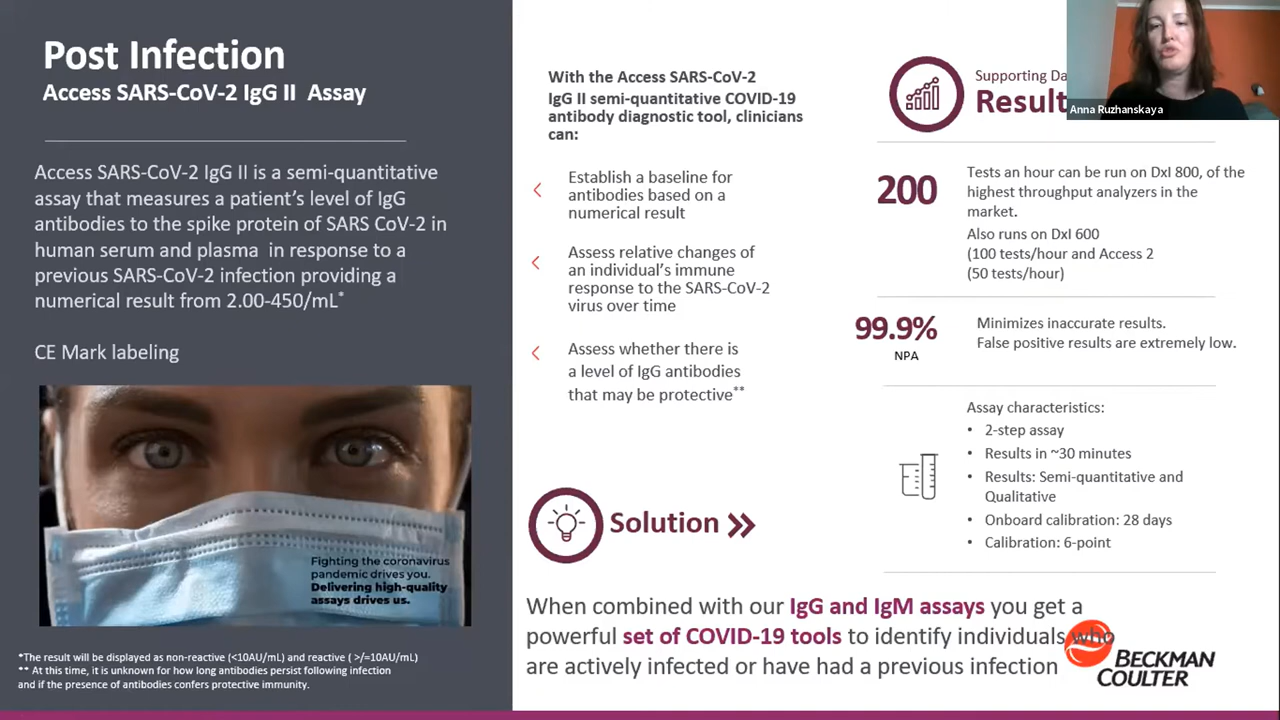 Post Infection
Access SARS-CoV-2 IgG II Assay
Access SARS-CoV-2 IgG II is a semi-quantitative
assay that measures a patient's level of IgG
antibodies to the spike protein of SARS CoV-2 in
human serum and plasma in response to a
previous SARS-CoV-2 infection providing a
numerical result from 2.00-450/mL*
CE Mark labeling
Fighting the coronavirus
pandemic drives you.
Delivering high-quality
assays drives us.
*The result will be displayed as non-reactive (<10AU/mL) and reactive ( >/=10AU/mL)
** At this time, it is unknown for how long antibodies persist following infection
and if the presence of antibodies confers protective immunity.
With the Access SARS-CoV-2
IgG II semi-quantitative COVID-19
antibody diagnostic tool, clinicians
can:
Establish a baseline for
antibodies based on a
numerical result
Assess relative changes of
an individual's immune
response to the SARS-CoV-2
virus over time
Assess whether there is
a level of IgG antibodies
that may be protective**
Solution
When combined with our IgG and IgM assays you get a
powerful set of COVID-19 tools to identify individuals who
are actively infected or have had a previous infection
Supporting Da
Result
Anna Ruzhanskaya
200
Tests an hour can be run on DxI 800, of the
highest throughput analyzers in the
market.
Also runs on DxI 600
(100 tests/hour and Access 2
(50 tests/hour)
99.9%
NPA
Minimizes inaccurate results.
False positive results are extremely low.
Assay characteristics:
• 2-step assay
• Results in ~30 minutes
• Results: Semi-quantitative and
Qualitative
• Onboard calibration: 28 days
• Calibration: 6-point
BECKMAN
COULTER